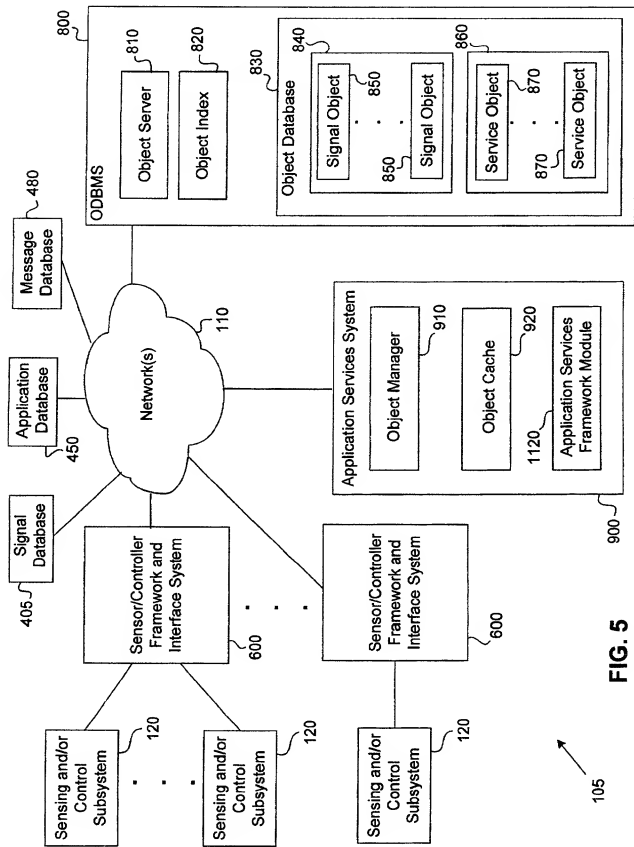 Signal
Database
405
Application
Database
450
Message
Database
480
Network(s)
110
Sensing and/or
Control
Subsystem
120
Sensing and/or
Control
Subsystem
120
Sensing and/or
Control
Subsystem
120
Sensor/Controller
Framework and
Interface System
600
Sensor/Controller
Framework and
Interface System
600
Application Services System
Object Manager
910
Object Cache
920
Application Services
Framework Module
1120
900
ODBMS
800
Object Server
810
Object Index
820
Object Database
830
840
Signal Object
850
Signal Object
850
860
Service Object
870
Service Object
870
105
FIG. 5